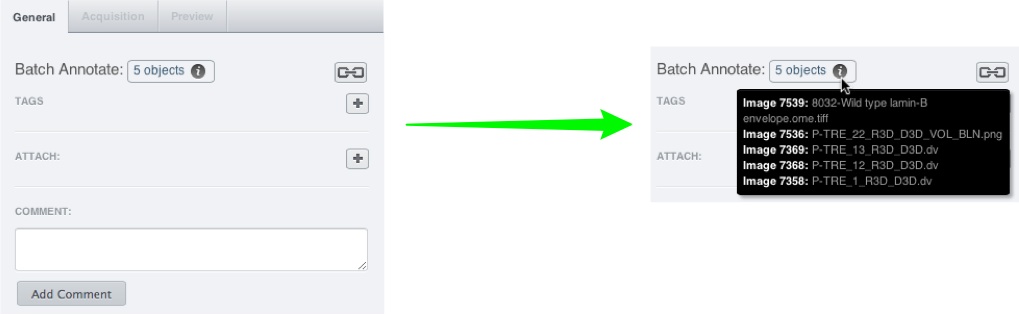 General Acquisition Preview
Batch Annotate: 5 objects i
TAGS
+
ATTACH:
+
COMMENT:
Add Comment
Batch Annotate: 5 objects i
TAGS
ATTACH:
Image 7539: 8032-Wild type lamin-B
envelope.ome.tiff
Image 7536: P-TRE_22_R3D_D3D_VOL_BLN.png
Image 7369: P-TRE_13_R3D_D3D.dv
Image 7368: P-TRE_12_R3D_D3D.dv
Image 7358: P-TRE_1_R3D_D3D.dv